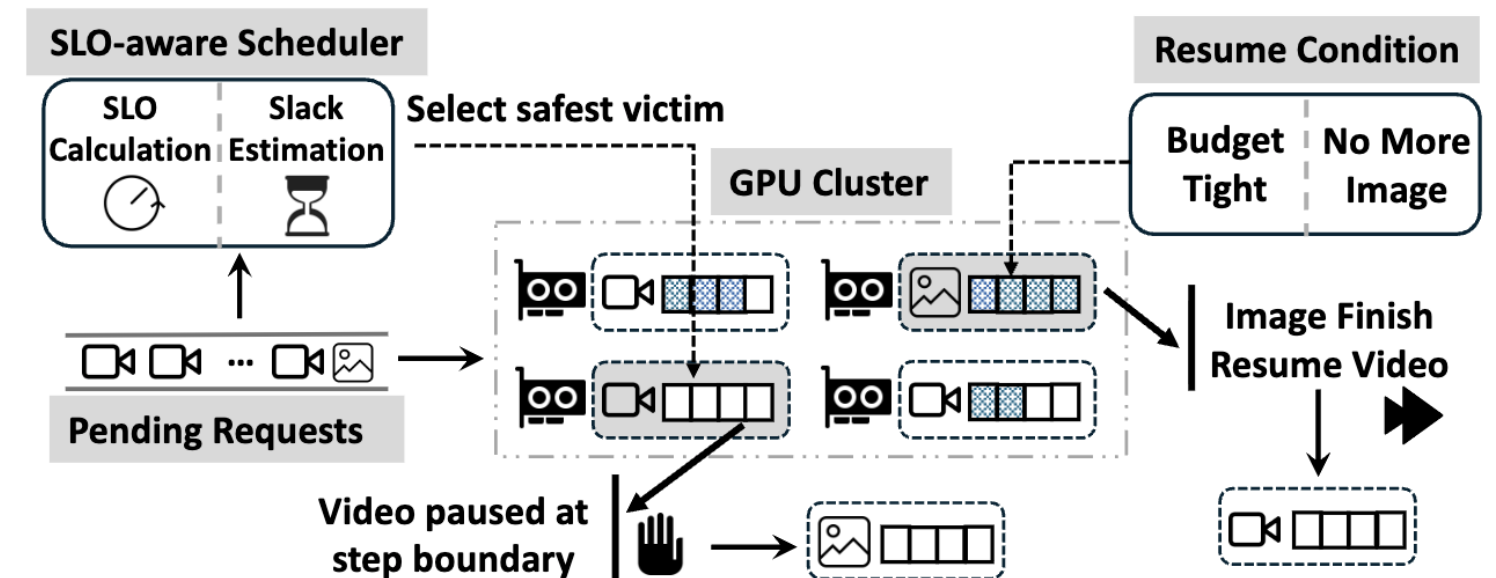 SLO-aware Scheduler
SLO
Calculation
Slack
Estimation
Select safest victim
Resume Condition
Budget
Tight
No More
Image
GPU Cluster
...
Pending Requests
Image Finish
Resume Video
Video paused at
step boundary